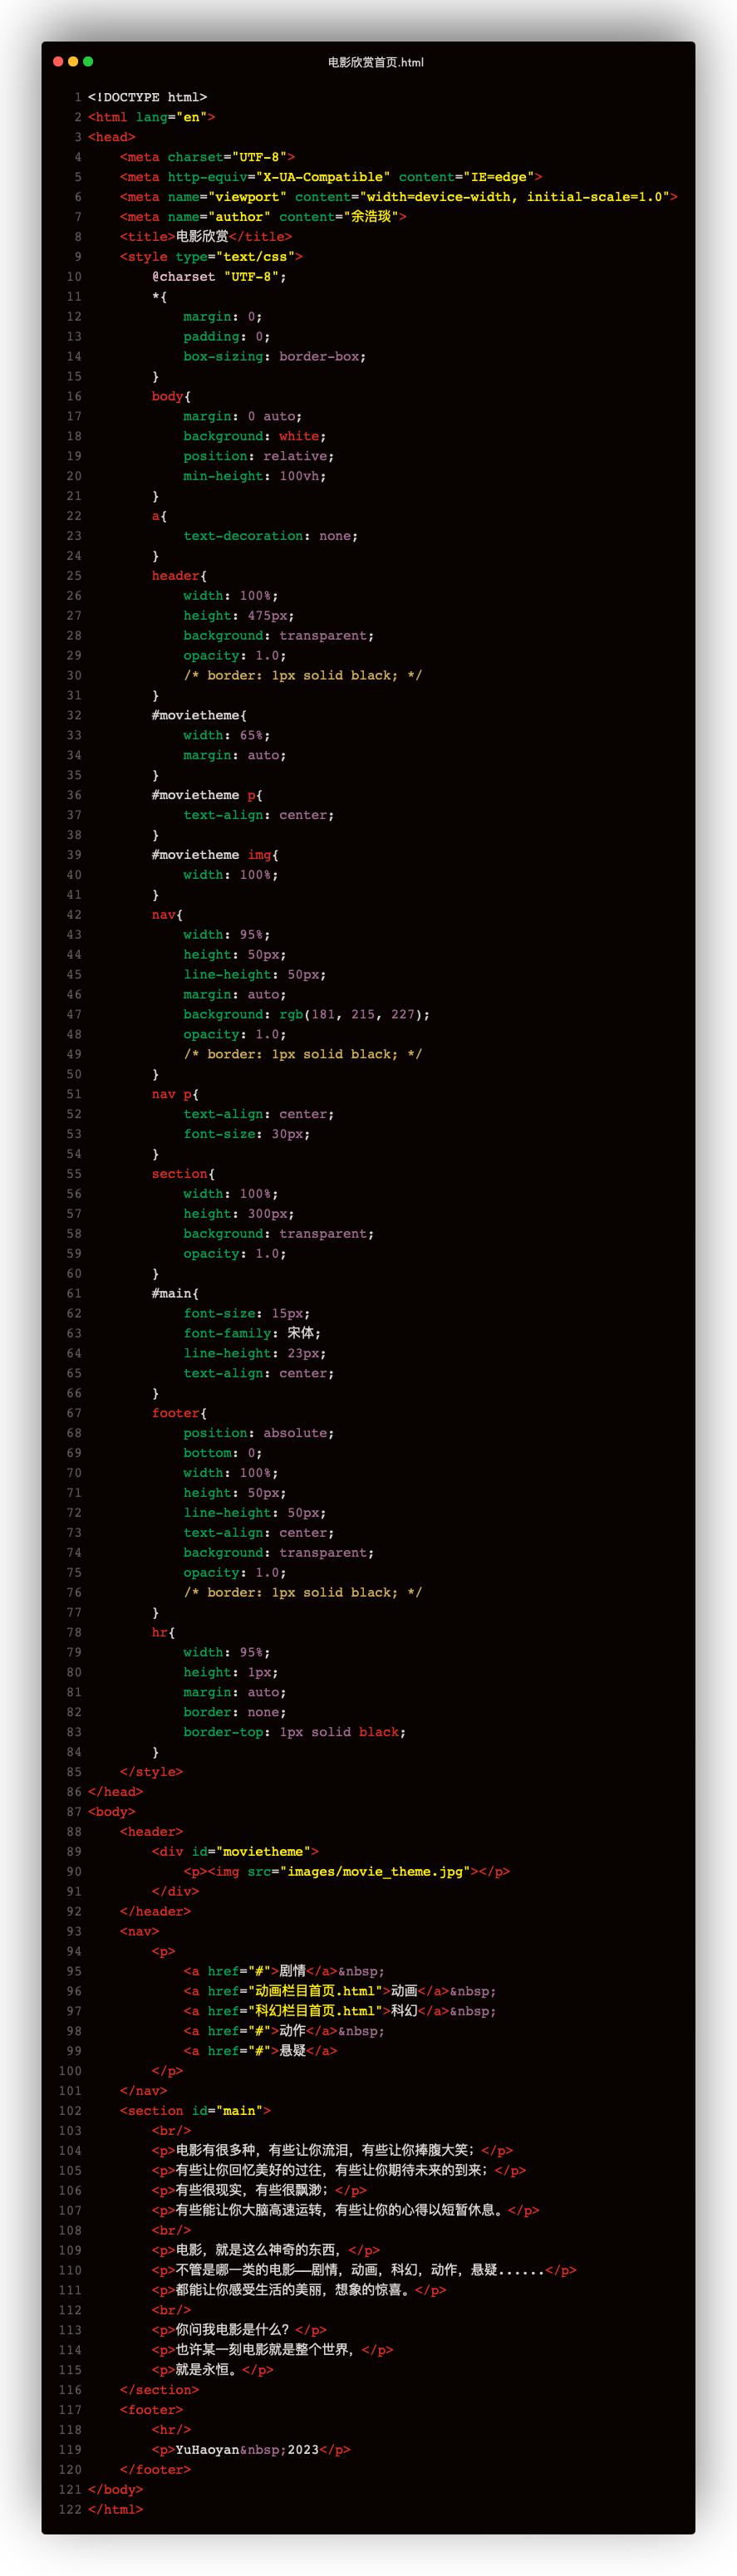 电影欣赏首页.html
1 <!DOCTYPE html>
2 <html lang="en">
3 <head>
4     <meta charset="UTF-8">
5     <meta http-equiv="X-UA-Compatible" content="IE=edge">
6     <meta name="viewport" content="width=device-width, initial-scale=1.0">
7     <meta name="author" content="余浩琰">
8     <title>电影欣赏</title>
9     <style type="text/css">
10         @charset "UTF-8";
11         *{
12             margin: 0;
13             padding: 0;
14             box-sizing: border-box;
15         }
16         body{
17             margin: 0 auto;
18             background: white;
19             position: relative;
20             min-height: 100vh;
21         }
22         a{
23             text-decoration: none;
24         }
25         header{
26             width: 100%;
27             height: 475px;
28             background: transparent;
29             opacity: 1.0;
30             /* border: 1px solid black; */
31         }
32         #movietheme{
33             width: 65%;
34             margin: auto;
35         }
36         #movietheme p{
37             text-align: center;
38         }
39         #movietheme img{
40             width: 100%;
41         }
42         nav{
43             width: 95%;
44             height: 50px;
45             line-height: 50px;
46             margin: auto;
47             background: rgb(181, 215, 227);
48             opacity: 1.0;
49             /* border: 1px solid black; */
50         }
51         nav p{
52             text-align: center;
53             font-size: 30px;
54         }
55         section{
56             width: 100%;
57             height: 300px;
58             background: transparent;
59             opacity: 1.0;
60         }
61         #main{
62             font-size: 15px;
63             font-family: 宋体;
64             line-height: 23px;
65             text-align: center;
66         }
67         footer{
68             position: absolute;
69             bottom: 0;
70             width: 100%;
71             height: 50px;
72             line-height: 50px;
73             text-align: center;
74             background: transparent;
75             opacity: 1.0;
76             /* border: 1px solid black; */
77         }
78         hr{
79             width: 95%;
80             height: 1px;
81             margin: auto;
82             border: none;
83             border-top: 1px solid black;
84         }
85     </style>
86 </head>
87 <body>
88     <header>
89         <div id="movietheme">
90             <p><img src="images/movie_theme.jpg"></p>
91         </div>
92     </header>
93     <nav>
94         <p>
95             <a href="#">剧情</a>&nbsp;
96             <a href="动画栏目首页.html">动画</a>&nbsp;
97             <a href="科幻栏目首页.html">科幻</a>&nbsp;
98             <a href="#">动作</a>&nbsp;
99             <a href="#">悬疑</a>
100         </p>
101     </nav>
102     <section id="main">
103         <br/>
104         <p>电影有很多种，有些让你流泪，有些让你捧腹大笑；</p>
105         <p>有些让你回忆美好的过往，有些让你期待未来的到来；</p>
106         <p>有些很现实，有些很飘渺；</p>
107         <p>有些能让你大脑高速运转，有些让你的心得以短暂休息。</p>
108         <br/>
109         <p>电影，就是这么神奇的东西，</p>
110         <p>不管是哪一类的电影——剧情，动画，科幻，动作，悬疑......</p>
111         <p>都能让你感受生活的美丽，想象的惊喜。</p>
112         <br/>
113         <p>你问我电影是什么？</p>
114         <p>也许某一刻电影就是整个世界，</p>
115         <p>就是永恒。</p>
116     </section>
117     <footer>
118         <hr/>
119         <p>YuHaoyan&nbsp;2023</p>
120     </footer>
121 </body>
122 </html>